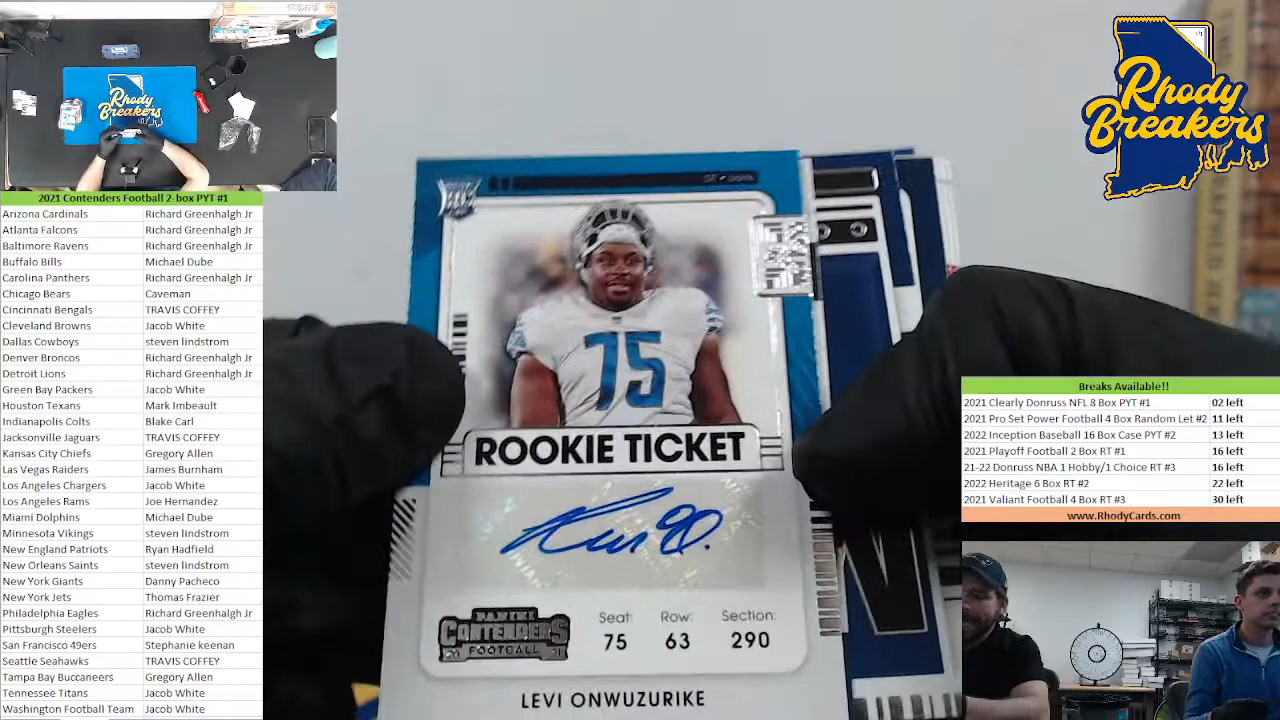 Rhody
Breakers
2021 Contenders Football 2-box PYT #1
Arizona Cardinals Richard Greenhalgh Jr
Atlanta Falcons Richard Greenhalgh Jr
Baltimore Ravens Richard Greenhalgh Jr
Buffalo Bills Michael Dube
Carolina Panthers Richard Greenhalgh Jr
Chicago Bears Caveman
Cincinnati Bengals TRAVIS COFFEY
Cleveland Browns Jacob White
Dallas Cowboys steven lindstrom
Denver Broncos Richard Greenhalgh Jr
Detroit Lions Richard Greenhalgh Jr
Green Bay Packers Jacob White
Houston Texans Mark Imbeault
Indianapolis Colts Blake Carl
Jacksonville Jaguars TRAVIS COFFEY
Kansas City Chiefs Gregory Allen
Las Vegas Raiders James Burnham
Los Angeles Chargers Jacob White
Los Angeles Rams Joe Hernandez
Miami Dolphins Michael Dube
Minnesota Vikings steven lindstrom
New England Patriots Ryan Hadfield
New Orleans Saints steven lindstrom
New York Giants Danny Pacheco
New York Jets Thomas Frazier
Philadelphia Eagles Richard Greenhalgh Jr
Pittsburgh Steelers Jacob White
San Francisco 49ers Stephanie keenan
Seattle Seahawks TRAVIS COFFEY
Tampa Bay Buccaneers Gregory Allen
Tennessee Titans Jacob White
Washington Football Team Jacob White
75
ROOKIE TICKET
PANINI
CONTENDERS
FOOTBALL
Seat: Row: Section:
75 63 290
LEVI ONWUZURIKE
Rhody
Breakers
Breaks Available!!
2021 Clearly Donruss NFL 8 Box PYT #1 02 left
2021 Pro Set Power Football 4 Box Random Let #2 11 left
2022 Inception Baseball 16 Box Case PYT #2 13 left
2021 Playoff Football 2 Box RT #1 16 left
21-22 Donruss NBA 1 Hobby/1 Choice RT #3 16 left
2022 Heritage 6 Box RT #2 22 left
2021 Valiant Football 4 Box RT #3 30 left
www.RhodyCards.com